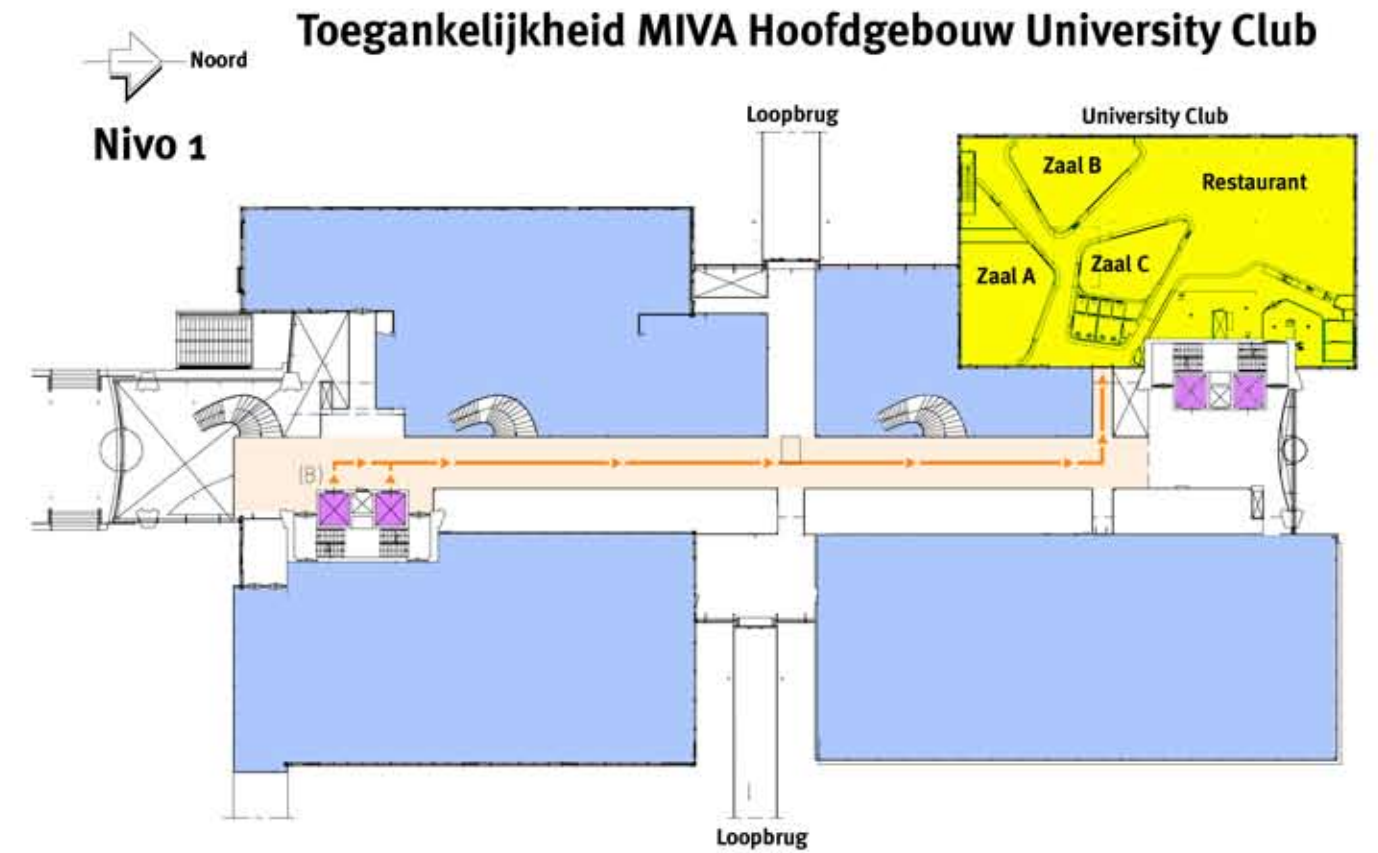 Toegankelijkheid MIVA Hoofdgebouw University Club
Noord
Nivo 1
Loopbrug
University Club
Zaal B
Restaurant
Zaal A
Zaal C
(B)
Loopbrug